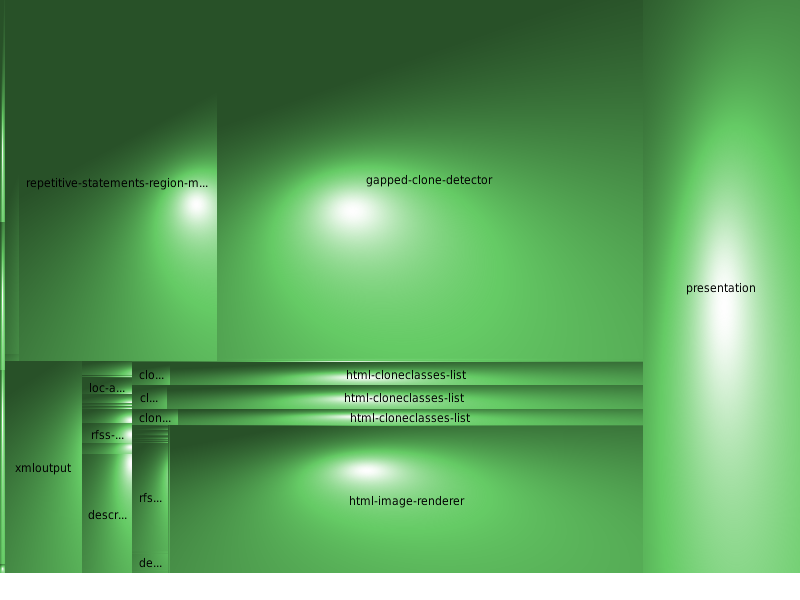 repetitive-statements-region-m...
gapped-clone-detector
presentation
clo...
html-cloneclasses-list
loc-a...
cl...
html-cloneclasses-list
clon...
html-cloneclasses-list
rfss-...
xmloutput
rfs...
html-image-renderer
descr...
de...